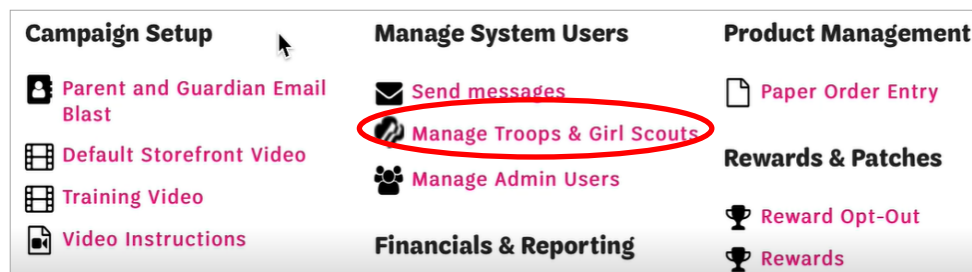 Campaign Setup
Parent and Guardian Email
Blast
Default Storefront Video
Training Video
Video Instructions
Manage System Users
Send messages
Manage Troops & Girl Scouts
Manage Admin Users
Financials & Reporting
Product Management
Paper Order Entry
Rewards & Patches
Reward Opt-Out
Rewards